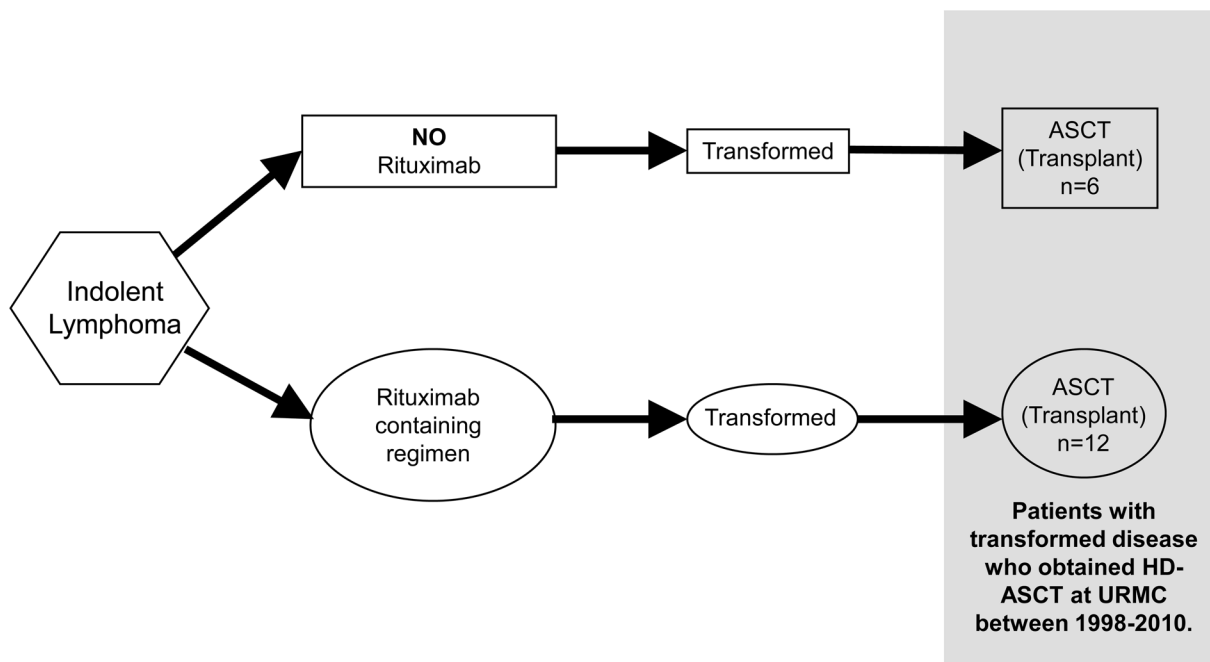 Indolent
Lymphoma
NO
Rituximab
Transformed
ASCT
(Transplant)
n=6
Rituximab
containing
regimen
Transformed
ASCT
(Transplant)
n=12
Patients with
transformed disease
who obtained HD-
ASCT at URMC
between 1998-2010.